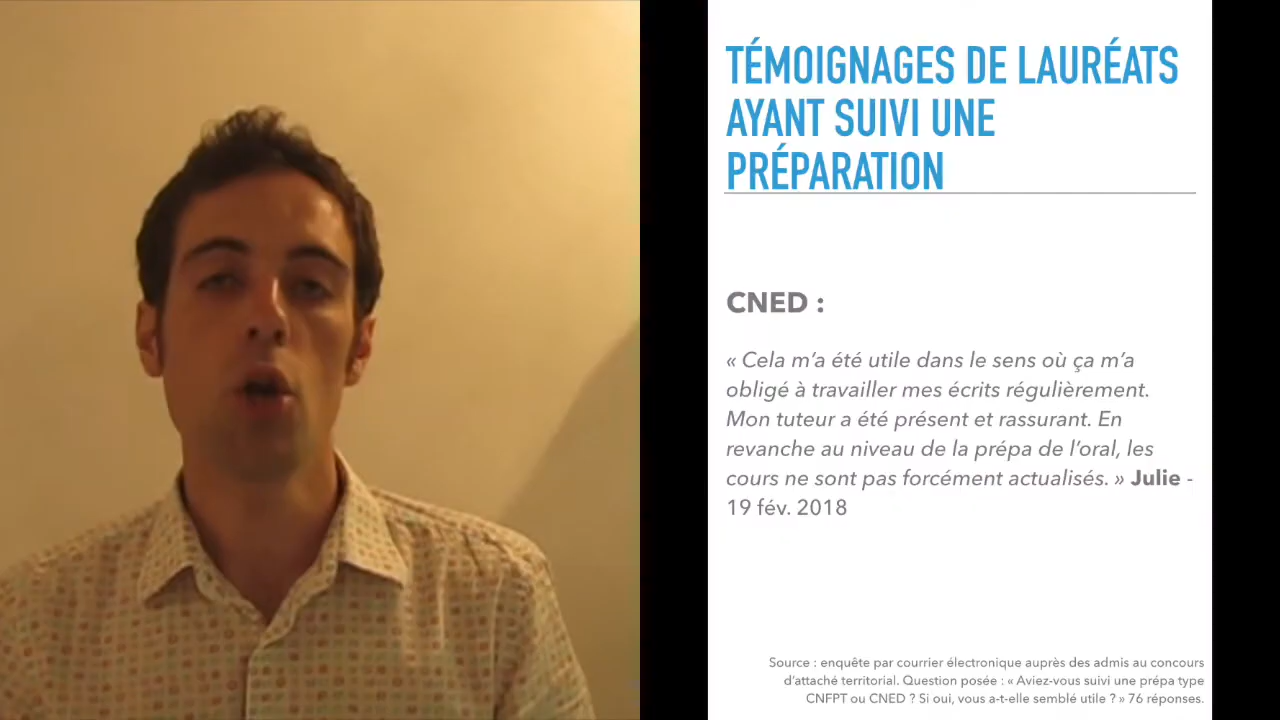 TÉMOIGNAGES DE LAURÉATS
AYANT SUIVI UNE
PRÉPARATION
CNED :
« Cela m’a été utile dans le sens où ça m’a
obligé à travailler mes écrits régulièrement.
Mon tuteur a été présent et rassurant. En
revanche au niveau de la prépa de l’oral, les
cours ne sont pas forcément actualisés. » Julie -
19 fév. 2018
Source : enquête par courrier électronique auprès des admis au concours
d’attaché territorial. Question posée : « Aviez-vous suivi une prépa type
CNFPT ou CNED ? Si oui, vous a-t-elle semblé utile ? » 76 réponses.